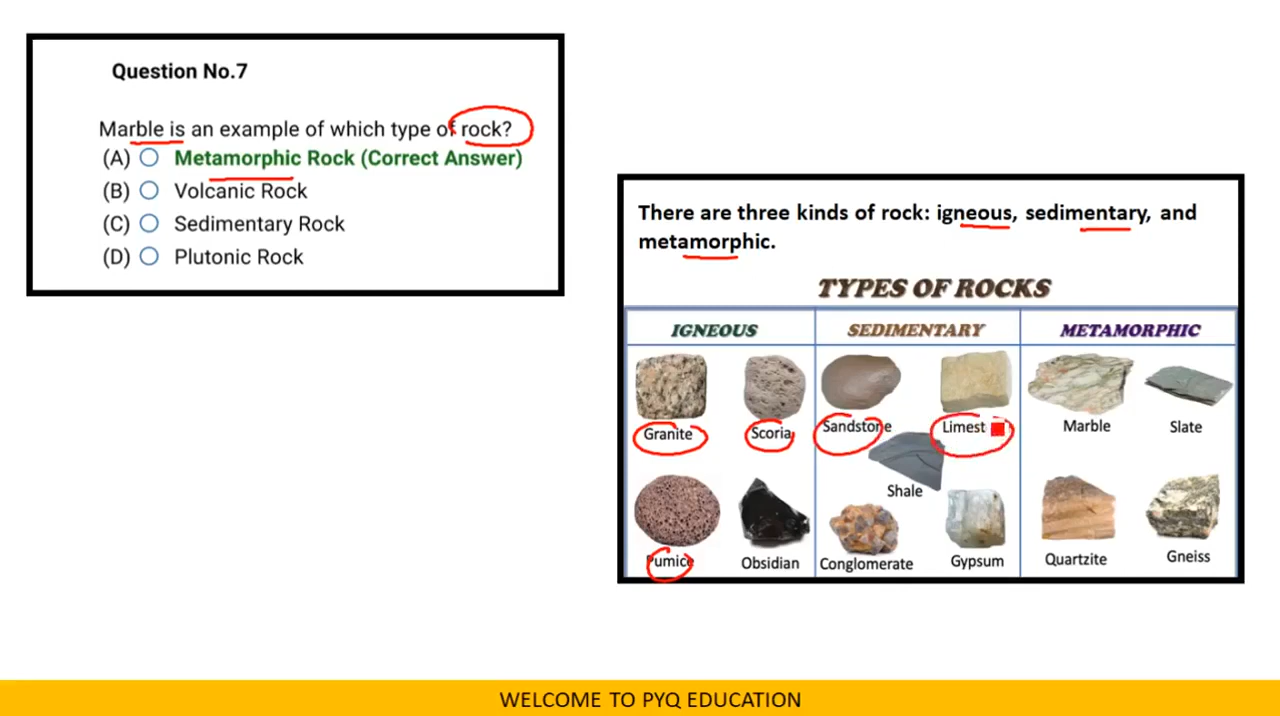 Question No.7
Marble is an example of which type of rock?
(A) Metamorphic Rock (Correct Answer)
(B) Volcanic Rock
(C) Sedimentary Rock
(D) Plutonic Rock
There are three kinds of rock: igneous, sedimentary, and
metamorphic.
TYPES OF ROCKS
IGNEOUS SEDIMENTARY METAMORPHIC
Granite Scoria Sandstone Limest Marble Slate
Shale
Pumice Obsidian Conglomerate Gypsum Quartzite Gneiss
WELCOME TO PYQ EDUCATION